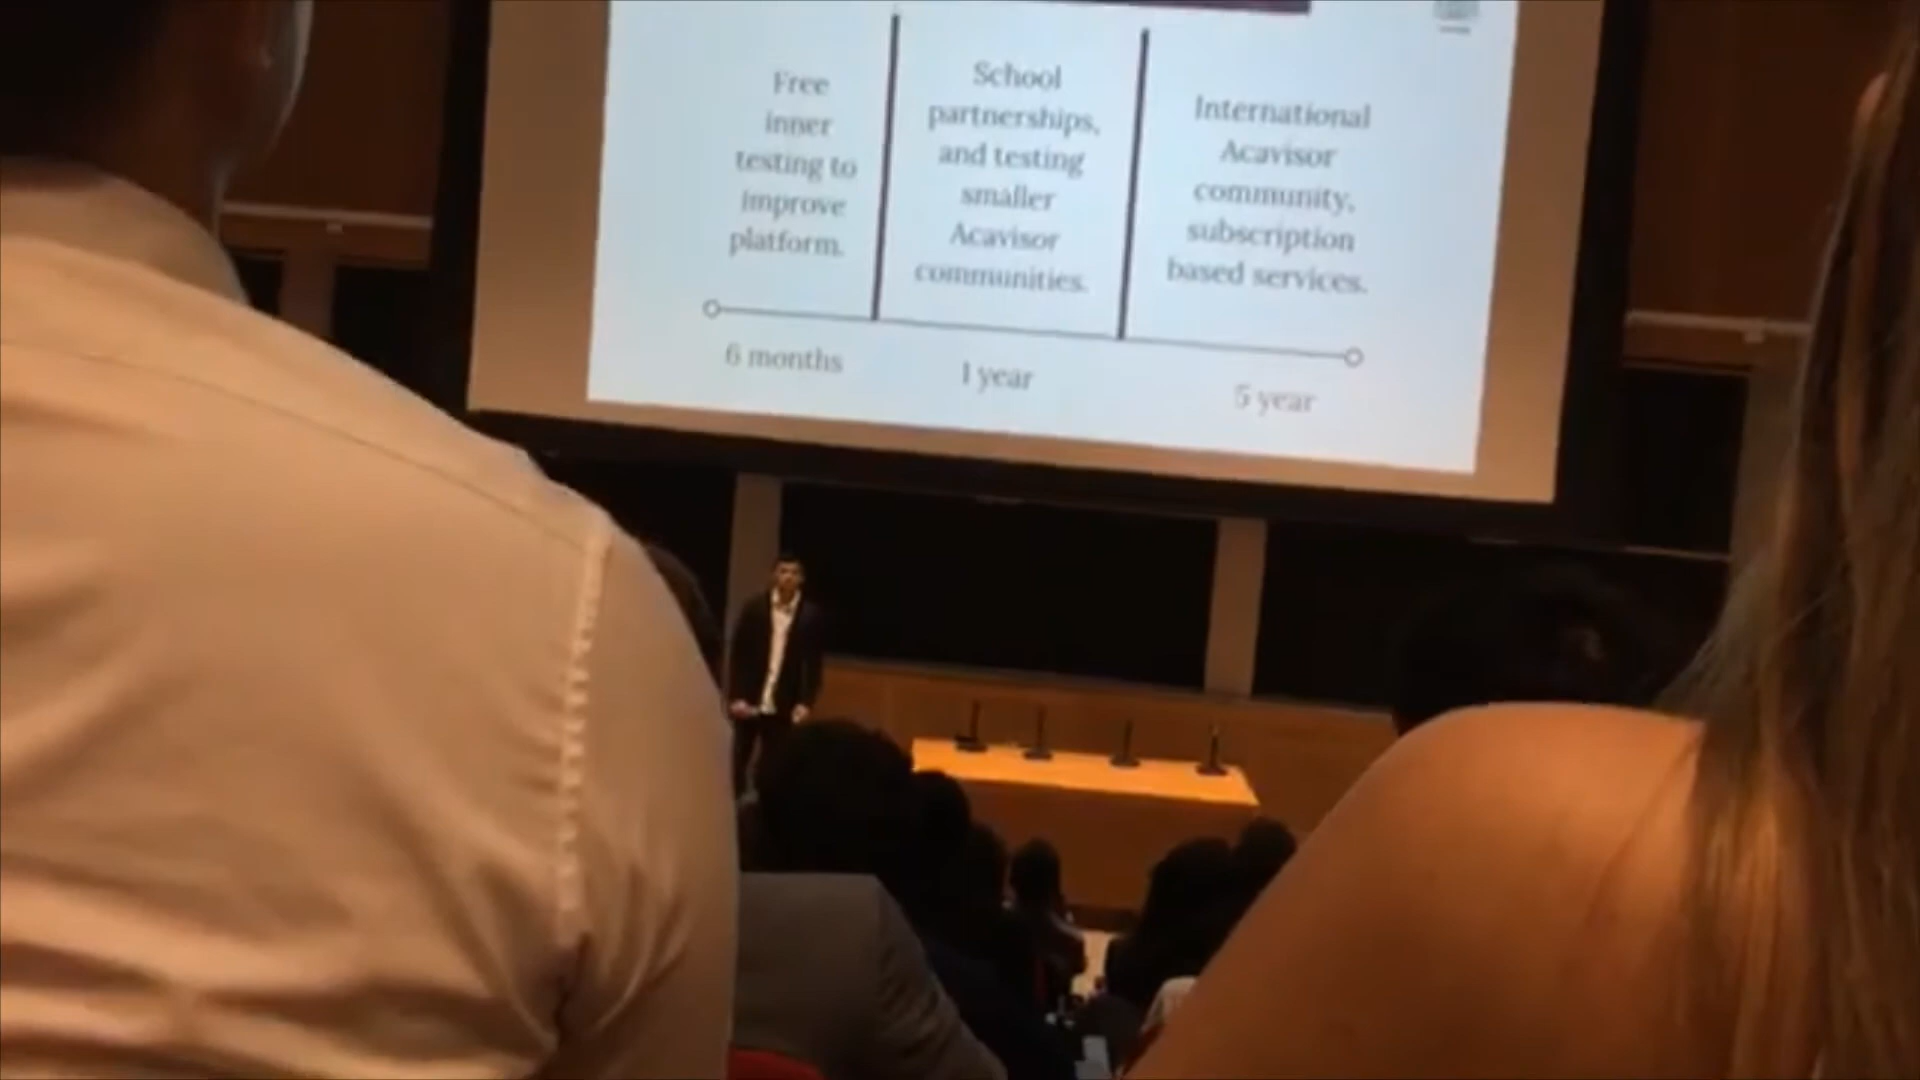 Free
inner
testing to
improve
platform.
School
partnerships,
and testing
smaller
Acavisor
communities.
International
Acavisor
community,
subscription
based services.
6 months
1 year
5 year